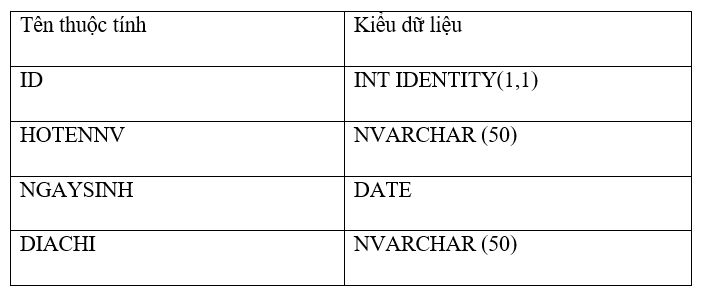 Tên thuộc tính Kiểu dữ liệu
ID INT IDENTITY(1,1)
HOTENNV NVARCHAR (50)
NGAYSINH DATE
DIACHI NVARCHAR (50)